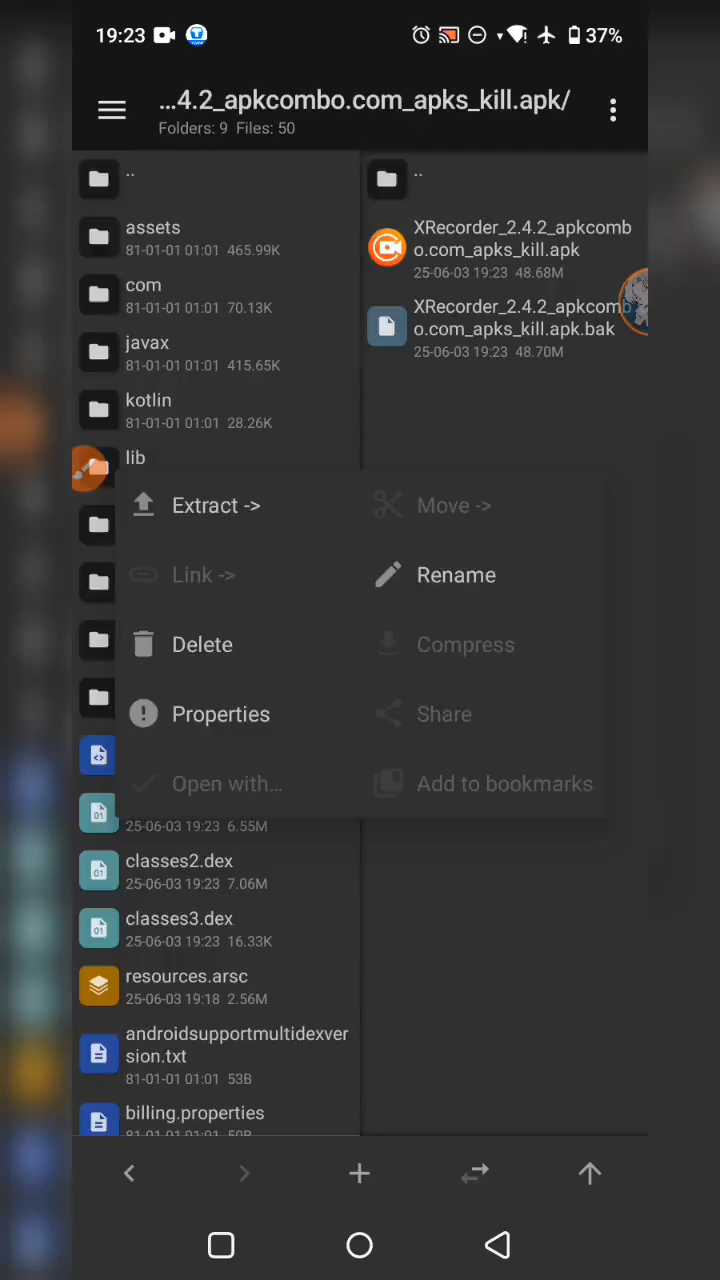 19:23
37%
...4.2_apkcombo.com_apks_kill.apk/
Folders: 9 Files: 50
..
assets
81-01-01 01:01 465.99K
com
81-01-01 01:01 70.13K
javax
81-01-01 01:01 415.65K
kotlin
81-01-01 01:01 28.26K
lib
..
XRecorder_2.4.2_apkcomb
o.com_apks_kill.apk
25-06-03 19:23 48.68M
XRecorder_2.4.2_apkcomb
o.com_apks_kill.apk.bak
25-06-03 19:23 48.70M
Extract ->
Move ->
Link ->
Rename
Delete
Compress
Properties
Share
Open with...
Add to bookmarks
25-06-03 19:23 6.55M
classes2.dex
25-06-03 19:23 7.06M
classes3.dex
25-06-03 19:23 16.33K
resources.arsc
25-06-03 19:18 2.56M
androidsupportmultidexver
sion.txt
81-01-01 01:01 53B
billing.properties
81-01-01 01:01 50B